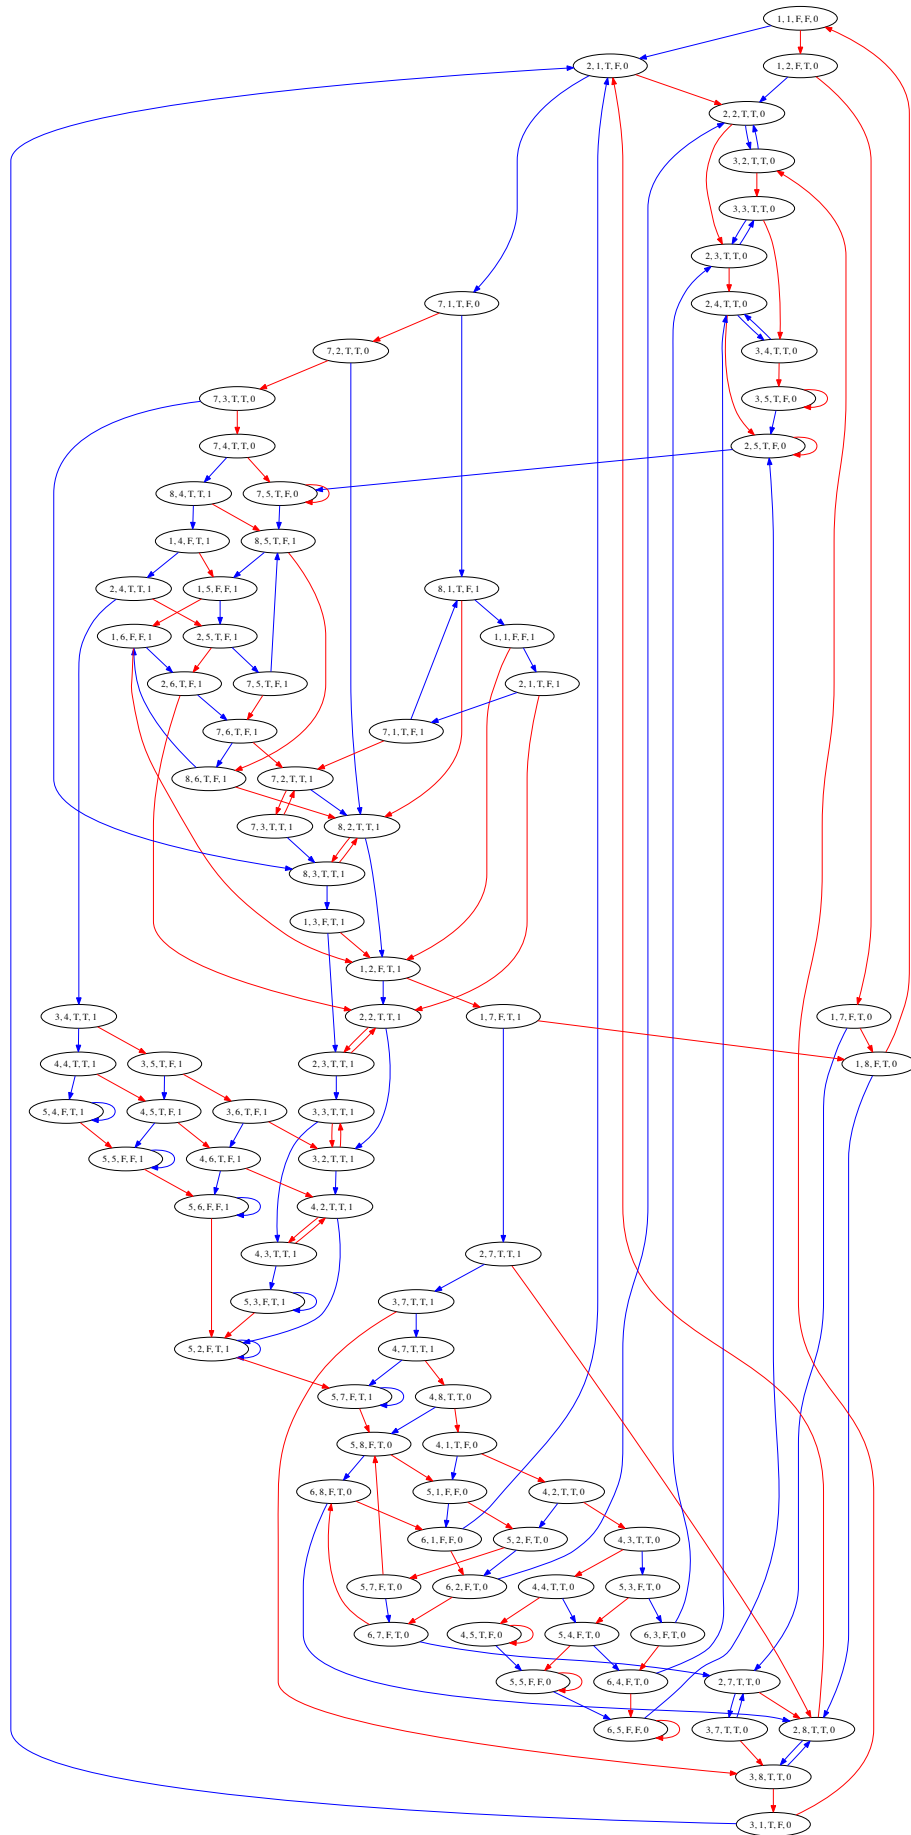 1, 1, F, F, 0
2, 1, T, F, 0
1, 2, F, T, 0
2, 2, T, T, 0
3, 2, T, T, 0
3, 3, T, T, 0
2, 3, T, T, 0
7, 1, T, F, 0
2, 4, T, T, 0
7, 2, T, T, 0
3, 4, T, T, 0
7, 3, T, T, 0
3, 5, T, F, 0
7, 4, T, T, 0
2, 5, T, F, 0
8, 4, T, T, 1
7, 5, T, F, 0
1, 4, F, T, 1
8, 5, T, F, 1
2, 4, T, T, 1
1, 5, F, F, 1
8, 1, T, F, 1
1, 6, F, F, 1
2, 5, T, F, 1
1, 1, F, F, 1
2, 6, T, F, 1
7, 5, T, F, 1
2, 1, T, F, 1
7, 6, T, F, 1
7, 1, T, F, 1
8, 6, T, F, 1
7, 2, T, T, 1
7, 3, T, T, 1
8, 2, T, T, 1
8, 3, T, T, 1
1, 3, F, T, 1
1, 2, F, T, 1
3, 4, T, T, 1
2, 2, T, T, 1
1, 7, F, T, 1
1, 7, F, T, 0
4, 4, T, T, 1
3, 5, T, F, 1
2, 3, T, T, 1
1, 8, F, T, 0
5, 4, F, T, 1
4, 5, T, F, 1
3, 6, T, F, 1
3, 3, T, T, 1
5, 5, F, F, 1
4, 6, T, F, 1
3, 2, T, T, 1
5, 6, F, F, 1
4, 2, T, T, 1
4, 3, T, T, 1
2, 7, T, T, 1
5, 3, F, T, 1
3, 7, T, T, 1
5, 2, F, T, 1
4, 7, T, T, 1
5, 7, F, T, 1
4, 8, T, T, 0
5, 8, F, T, 0
4, 1, T, F, 0
6, 8, F, T, 0
5, 1, F, F, 0
4, 2, T, T, 0
6, 1, F, F, 0
5, 2, F, T, 0
4, 3, T, T, 0
5, 7, F, T, 0
6, 2, F, T, 0
4, 4, T, T, 0
5, 3, F, T, 0
6, 7, F, T, 0
4, 5, T, F, 0
5, 4, F, T, 0
6, 3, F, T, 0
5, 5, F, F, 0
6, 4, F, T, 0
2, 7, T, T, 0
6, 5, F, F, 0
3, 7, T, T, 0
2, 8, T, T, 0
3, 8, T, T, 0
3, 1, T, F, 0